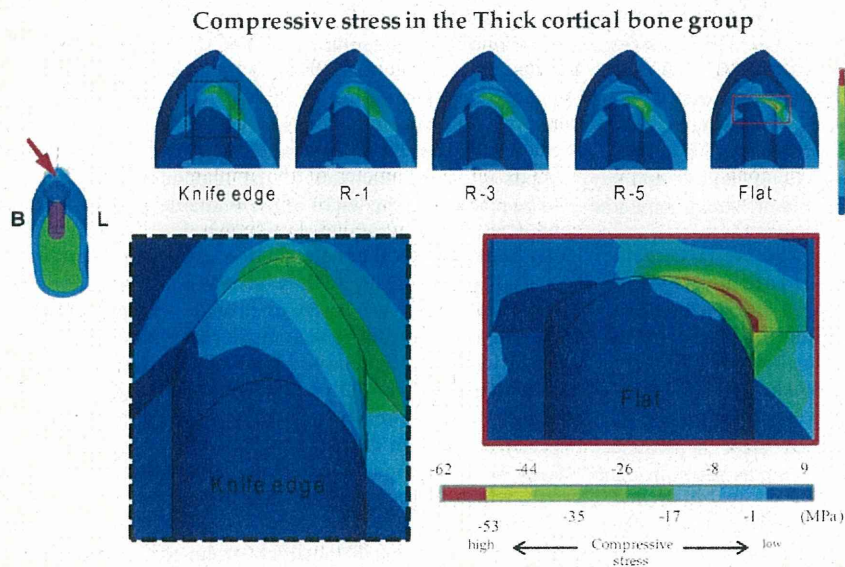 Compressive stress in the Thick cortical bone group
Knife edge R-1 R-3 R-5 Flat
B L
Knife edge
Flat
-62 -44 -26 -8 9
-53 -35 -17 -1 (MPa)
high Compressive stress low